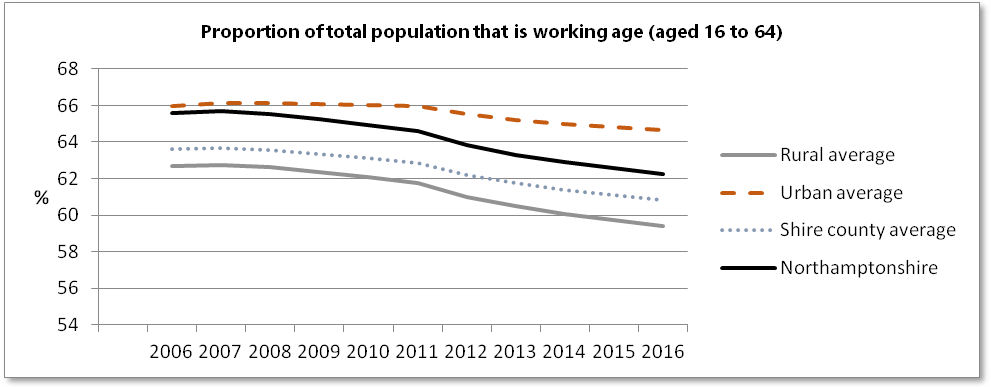 Proportion of total population that is working age (aged 16 to 64)
68
66
64
62
60
58
56
54
%
2006 2007 2008 2009 2010 2011 2012 2013 2014 2015 2016
Rural average
Urban average
Shire county average
Northamptonshire